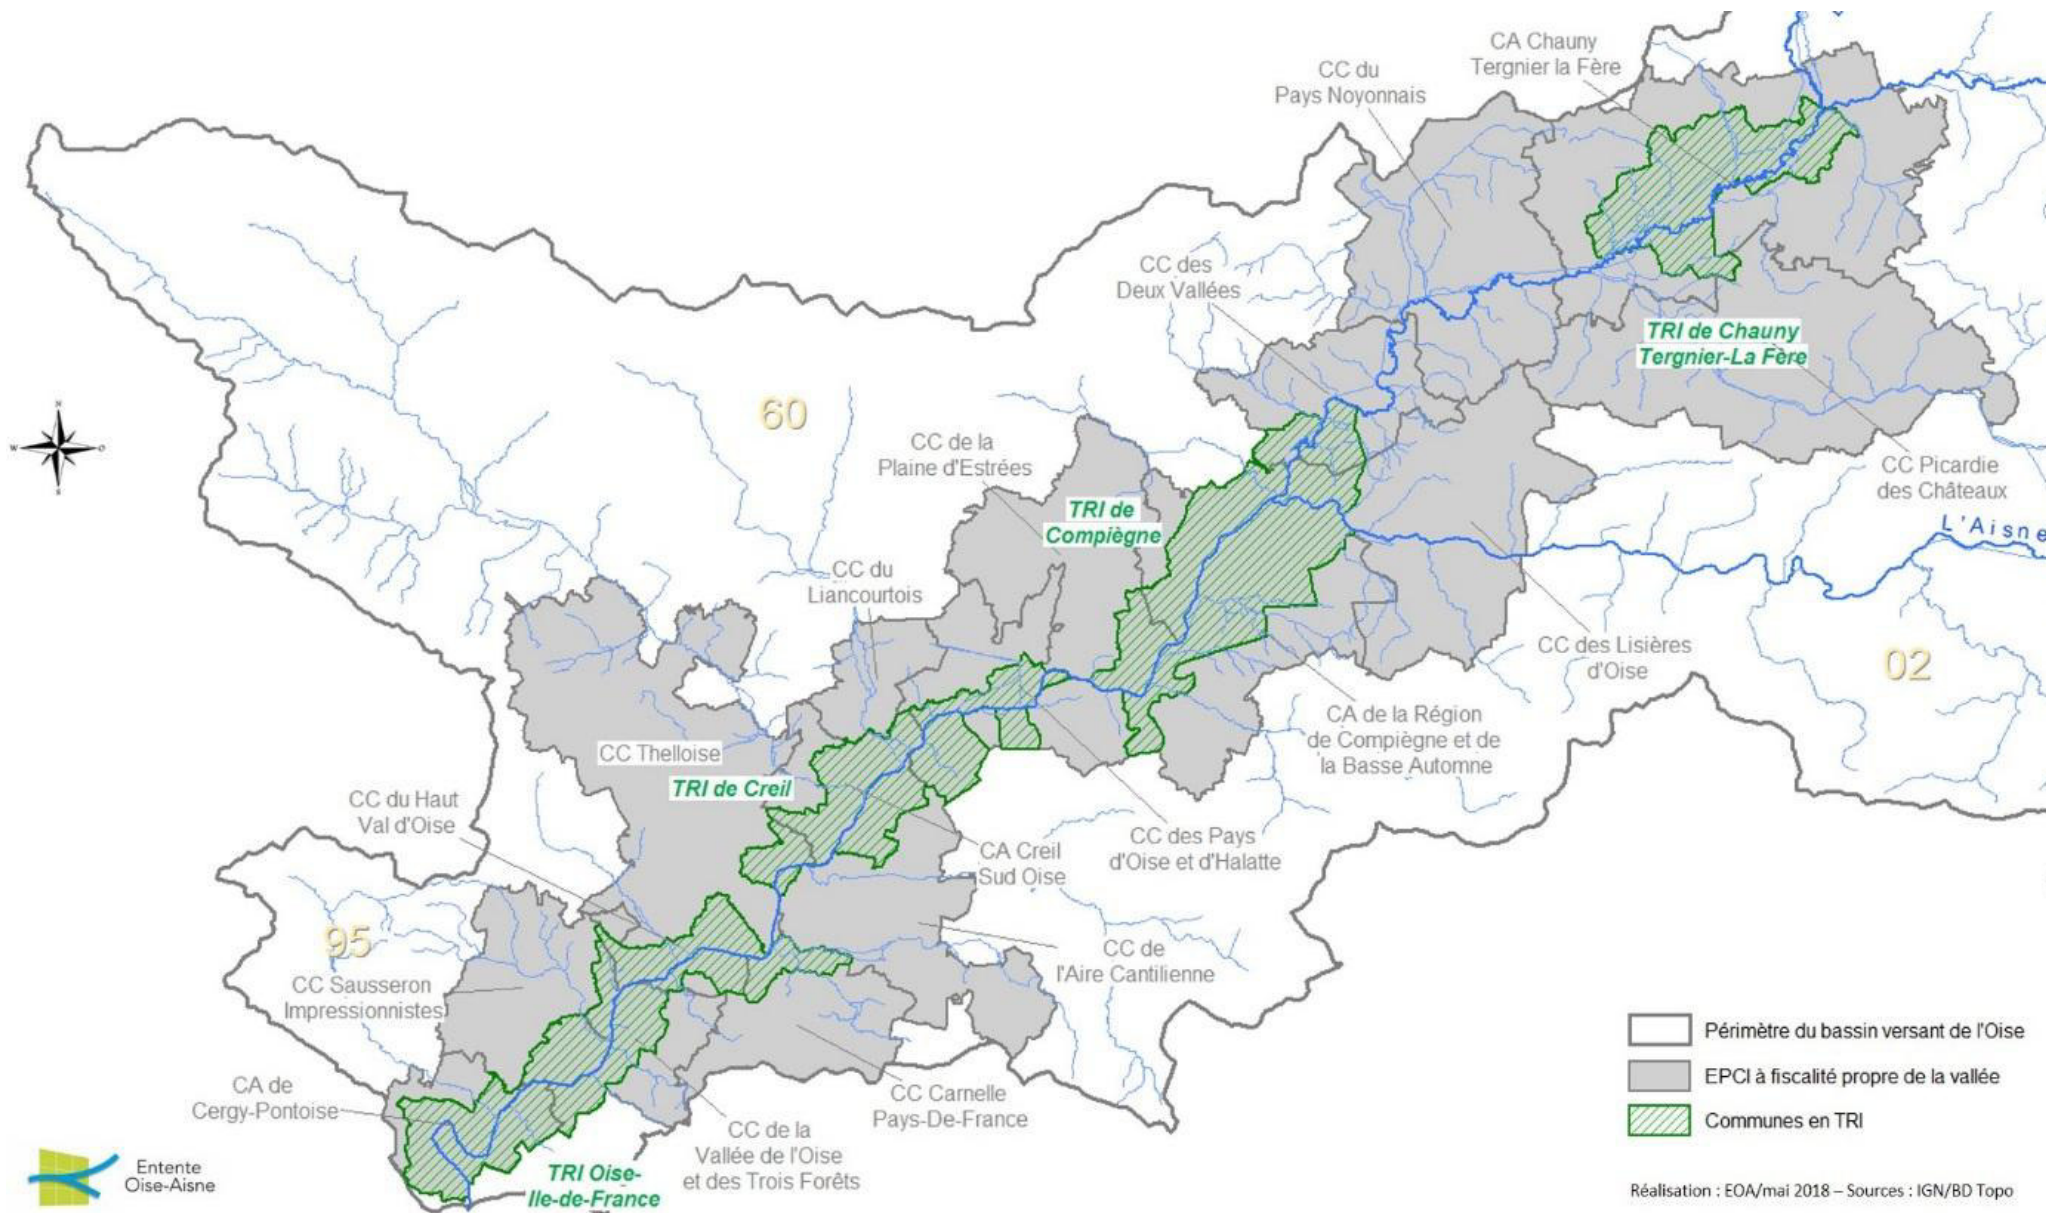 CA Chauny
Tergnier la Fère
CC du
Pays Noyonnais
CC des
Deux Vallées
TRI de Chauny
Tergnier-La Fère
60
CC de la
Plaine d'Estrées
CC Picardie
des Châteaux
TRI de
Compiègne
L'Aisne
N
W
O
S
CC du
Liancourtois
CC des Lisières
d'Oise
02
CA de la Région
de Compiègne et de
la Basse Automne
CC Thelloise
TRI de Creil
CC du Haut
Val d'Oise
CC des Pays
d'Oise et d'Halatte
CA Creil
Sud Oise
95
CC de
l'Aire Cantilienne
CC Sausseron
Impressionnistes
CA de
Cergy-Pontoise
CC Carnelle
Pays-De-France
CC de la
Vallée de l'Oise
et des Trois Forêts
TRI Oise-
Ile-de-France
Périmètre du bassin versant de l'Oise
EPCI à fiscalité propre de la vallée
Communes en TRI
Entente
Oise-Aisne
Réalisation : EOA/mai 2018 – Sources : IGN/BD Topo